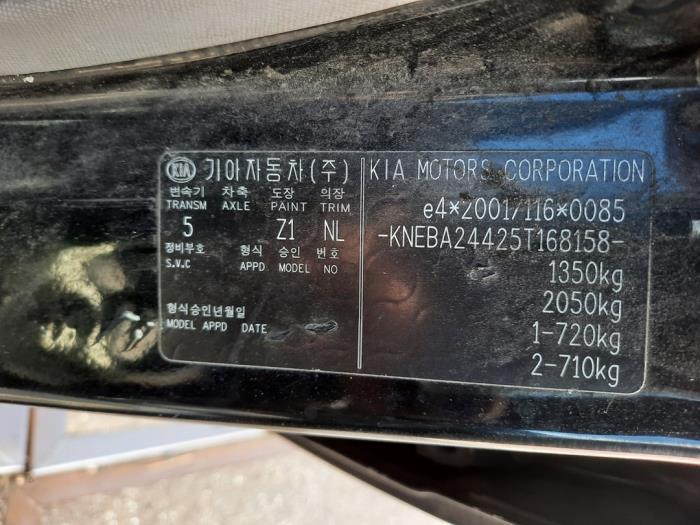 KIA 기아자동차(주)
변속기 차축 도장 의장
TRANSM AXLE PAINT TRIM
5 Z1 NL
정비부호 형식 승인 번호
S.V.C APPD MODEL NO
형식승인년월일
MODEL APPD DATE
KIA MOTORS CORPORATION
e4*2001/116*0085
-KNEBA24425T168158-
1350kg
2050kg
1-720kg
2-710kg